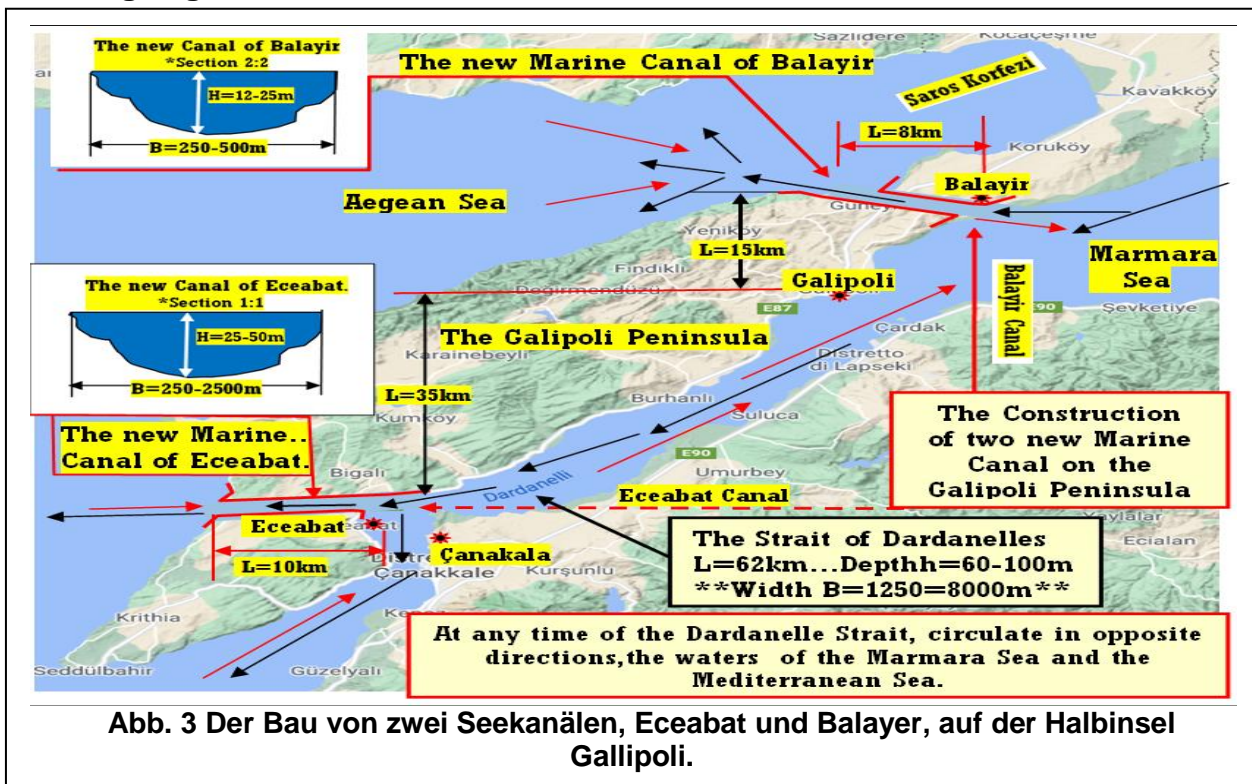 Sazlıdere
Kocaçeşme
The new Canal of Balayir
*Section 2:2
H=12-25m
B=250-500m
The new Marine Canal of Balayir
Saros Korfezi
Kavakköy
L=8km
Koruköy
Balayir
Aegean Sea
Güney
Yeniköy
L=15km
Fındıklı
Değirmendüzü
Galipoli
Marmara
Sea
Balayir Canal
E90
Şevketiye
The new Canal of Eceabat.
*Section 1:1
H=25-50m
B=250-2500m
E87
Çardak
The Galipoli Peninsula
Karainebeyli
Distretto
di Lapseki
L=35km
Burhanlı
Kumköy
Suluca
The Construction
of two new Marine
Canal on the
Galipoli Peninsula
The new Marine..
Canal of Eceabat.
Bigalı
E90
Umurbey
Dardanelli
Eceabat Canal
Yaylalar
Eceabat
Çanakala
Ecialan
L=10km
Çanakkale
Kurşunlu
The Strait of Dardanelles
L=62km...Depthh=60-100m
**Width B=1250=8000m**
Krithia
Seddülbahir
Güzelyalı
At any time of the Dardanelle Strait, circulate in opposite
directions,the waters of the Marmara Sea and the
Mediterranean Sea.
Abb. 3 Der Bau von zwei Seekanälen, Eceabat und Balayer, auf der Halbinsel
Gallipoli.